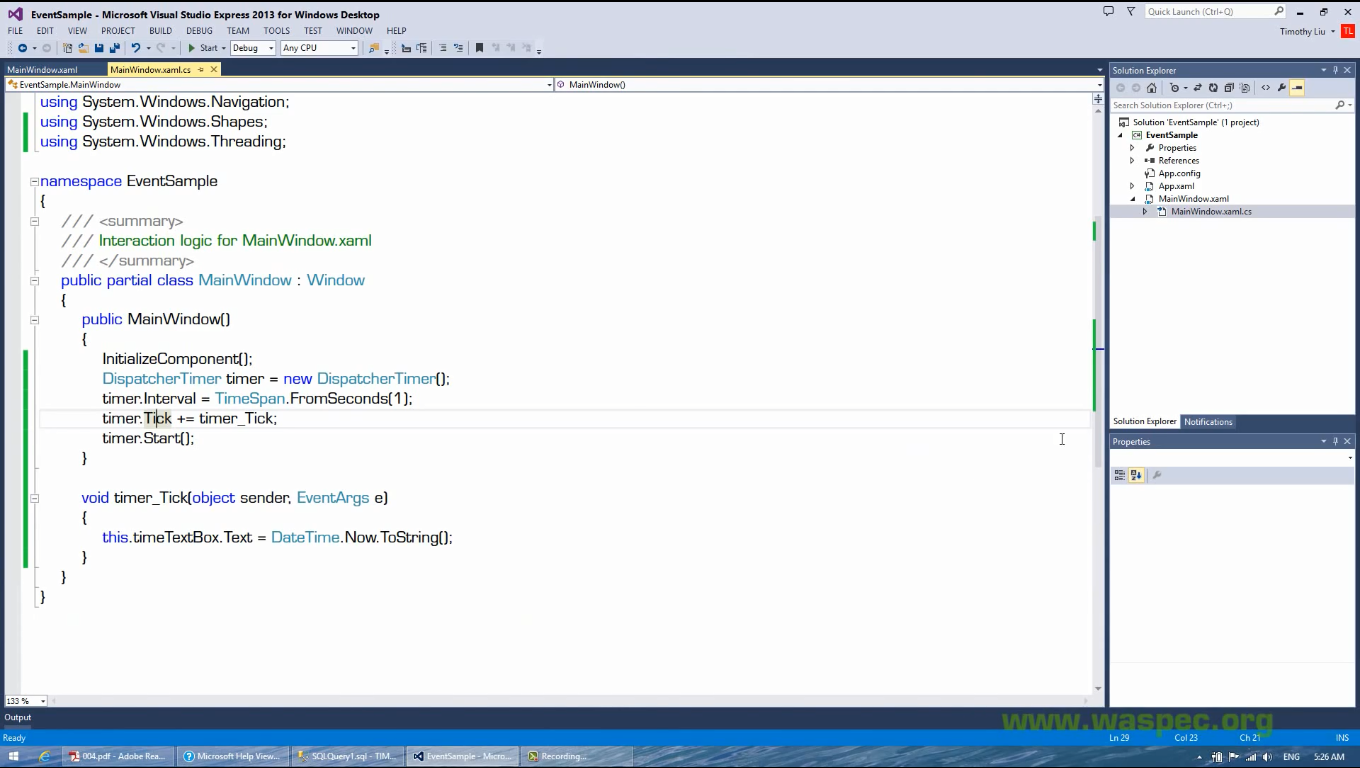 EventSample - Microsoft Visual Studio Express 2013 for Windows Desktop
Quick Launch (Ctrl+Q)
FILE EDIT VIEW PROJECT BUILD DEBUG TEAM TOOLS TEST WINDOW HELP
Timothy Liu TL
Start Debug Any CPU
MainWindow.xaml MainWindow.xaml.cs
EventSample.MainWindow MainWindow()
using System.Windows.Navigation;
using System.Windows.Shapes;
using System.Windows.Threading;
namespace EventSample
{
/// <summary>
/// Interaction logic for MainWindow.xaml
/// </summary>
public partial class MainWindow : Window
{
public MainWindow()
{
InitializeComponent();
DispatcherTimer timer = new DispatcherTimer();
timer.Interval = TimeSpan.FromSeconds(1);
timer.Tick += timer_Tick;
timer.Start();
}
void timer_Tick(object sender, EventArgs e)
{
this.timeTextBox.Text = DateTime.Now.ToString();
}
}
}
133 %
Solution Explorer
Search Solution Explorer (Ctrl+;)
Solution 'EventSample' (1 project)
EventSample
Properties
References
App.config
App.xaml
MainWindow.xaml
MainWindow.xaml.cs
Solution Explorer Notifications
Properties
Output
www.waspec.org
Ready Ln 29 Col 23 Ch 21 INS
004.pdf - Adobe Rea... Microsoft Help View... SQLQuery1.sql - TIM... EventSample - Micros... Recording... ENG 5:26 AM